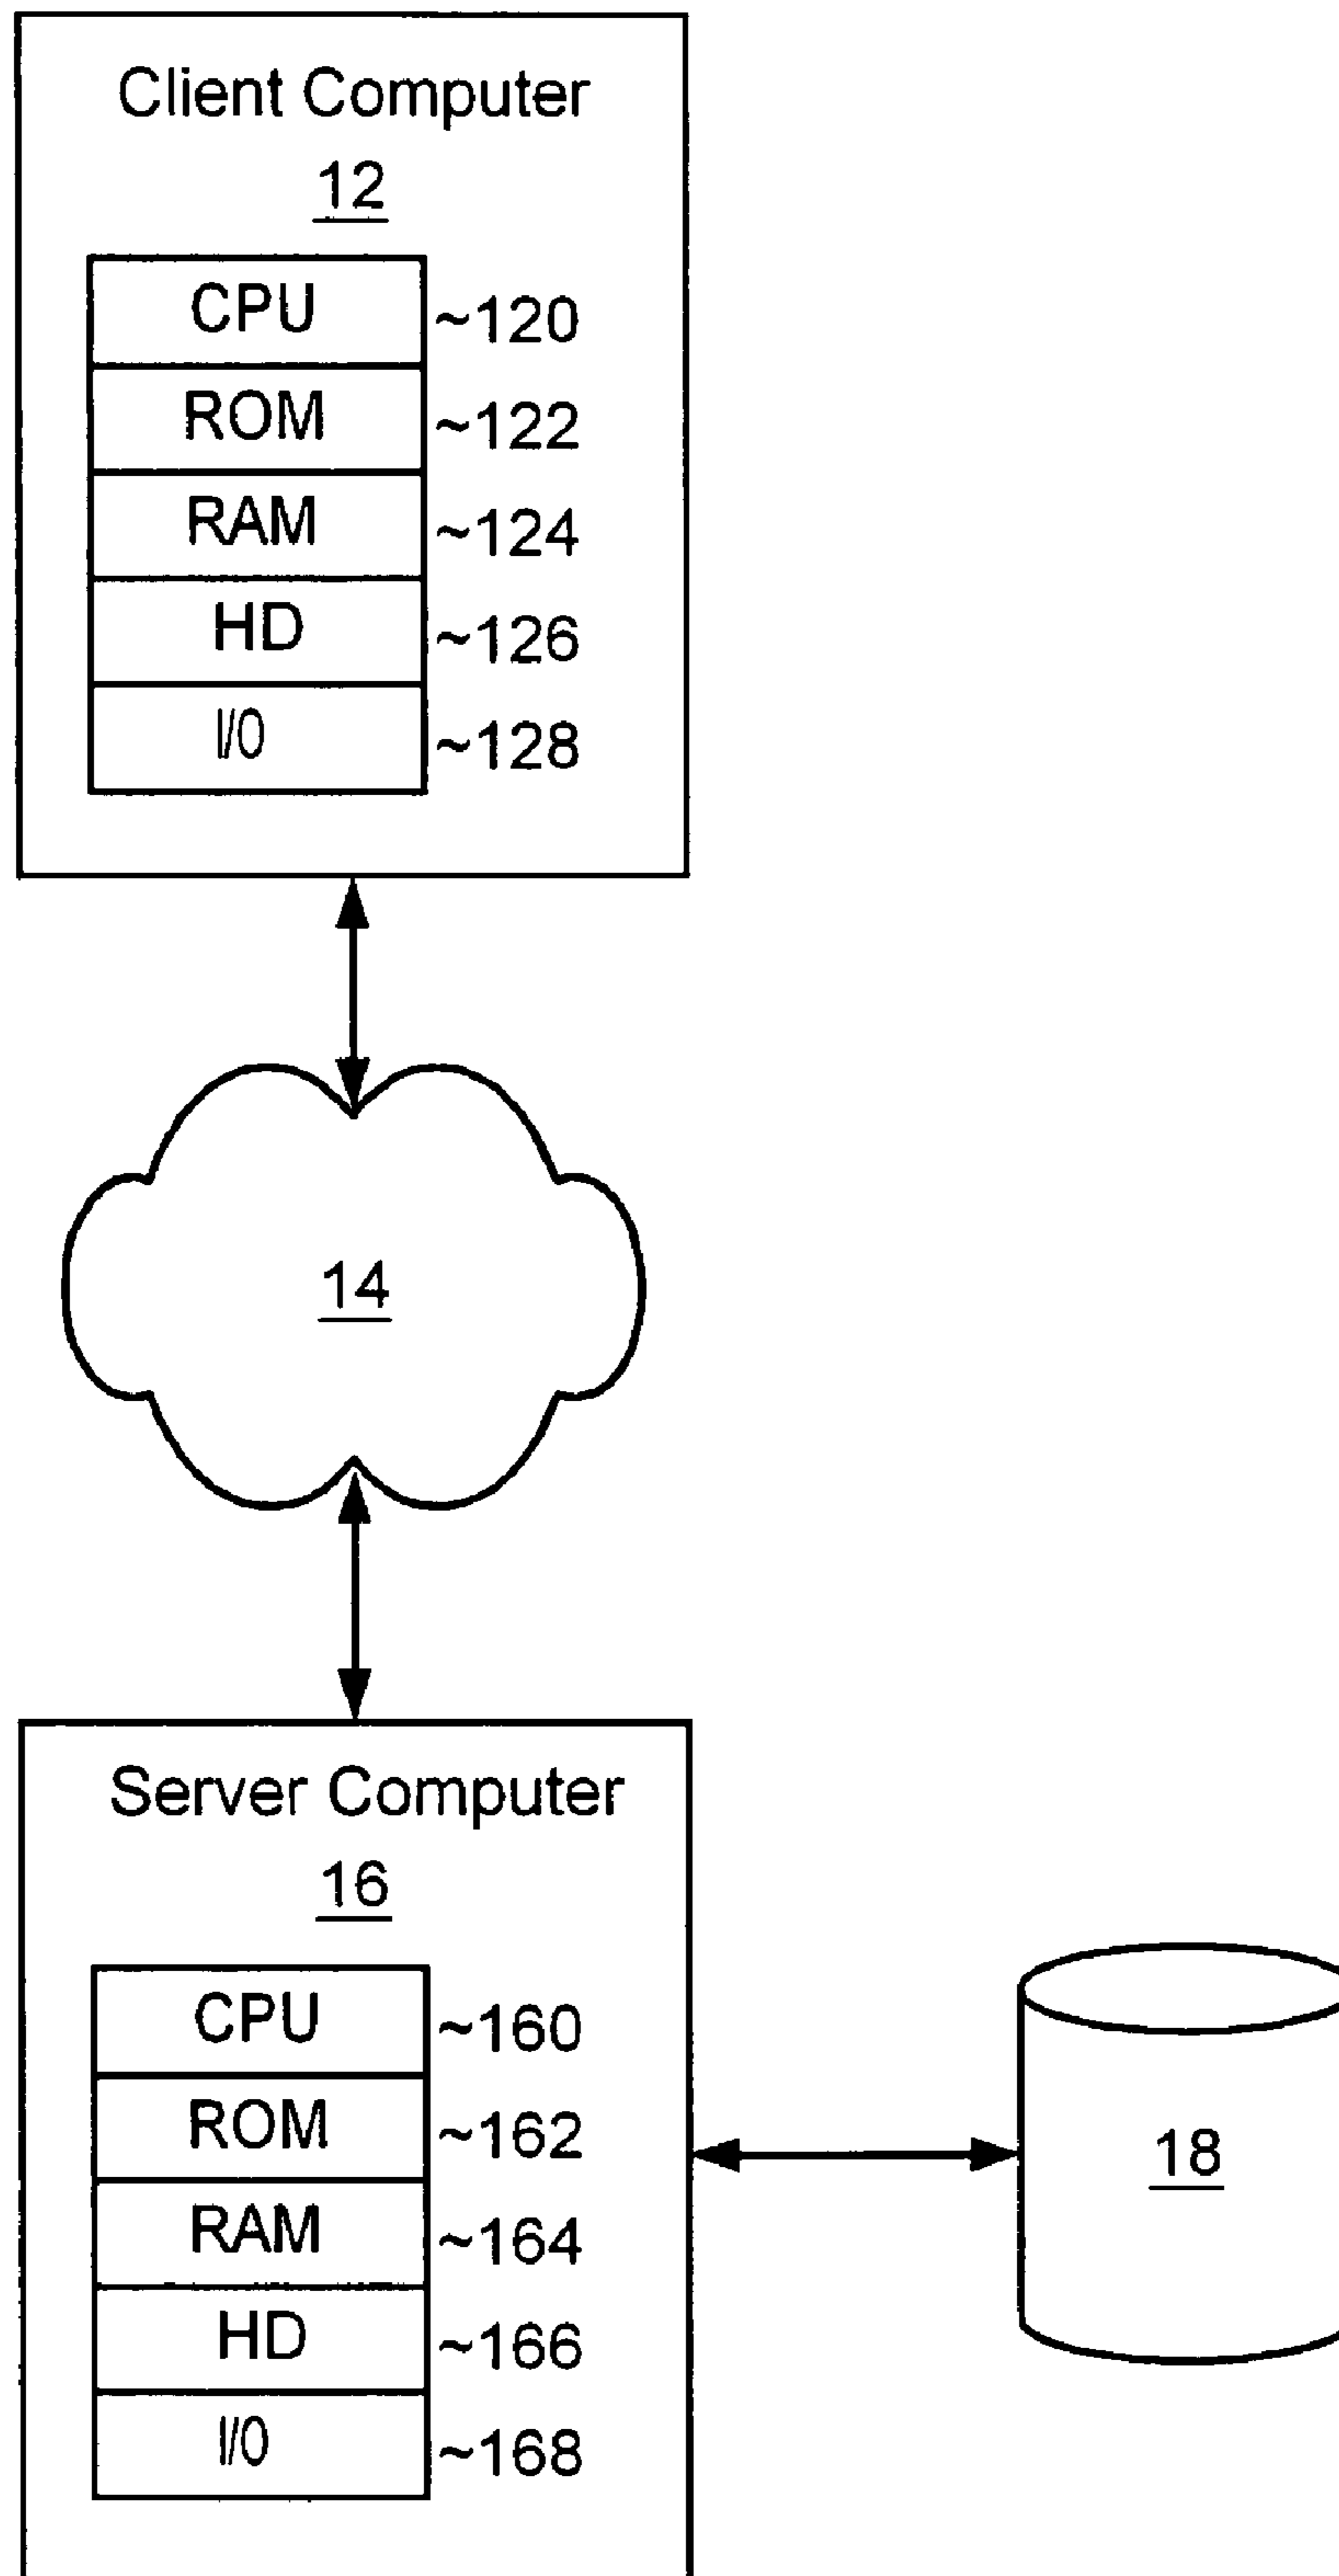 Client Computer
12
CPU ~120
ROM ~122
RAM ~124
HD ~126
I/O ~128
14
Server Computer
16
CPU ~160
ROM ~162
RAM ~164
HD ~166
I/O ~168
18